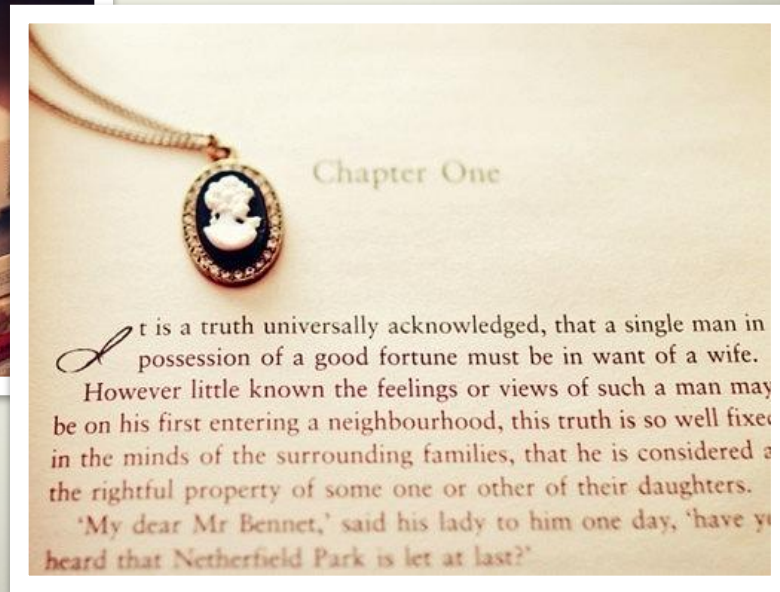 Chapter One
It is a truth universally acknowledged, that a single man in
possession of a good fortune must be in want of a wife.
However little known the feelings or views of such a man may
be on his first entering a neighbourhood, this truth is so well fixed
in the minds of the surrounding families, that he is considered a
the rightful property of some one or other of their daughters.
‘My dear Mr Bennet,’ said his lady to him one day, ‘have yo
heard that Netherfield Park is let at last?’